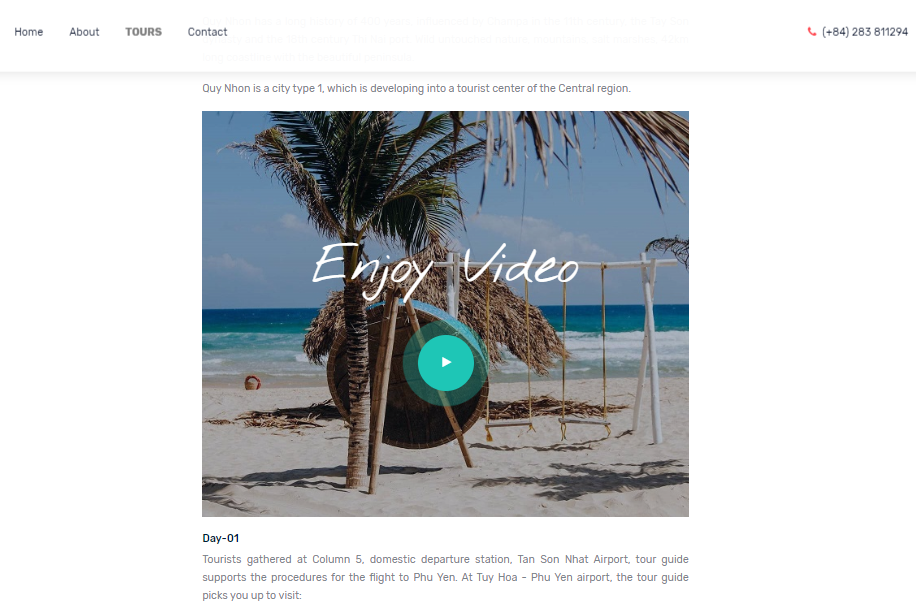 Home About TOURS Contact (+84) 283 811294
Quy Nhon is a city type 1, which is developing into a tourist center of the Central region.
Enjoy Video
Day-01
Tourists gathered at Column 5, domestic departure station, Tan Son Nhat Airport, tour guide
supports the procedures for the flight to Phu Yen. At Tuy Hoa - Phu Yen airport, the tour guide
picks you up to visit: